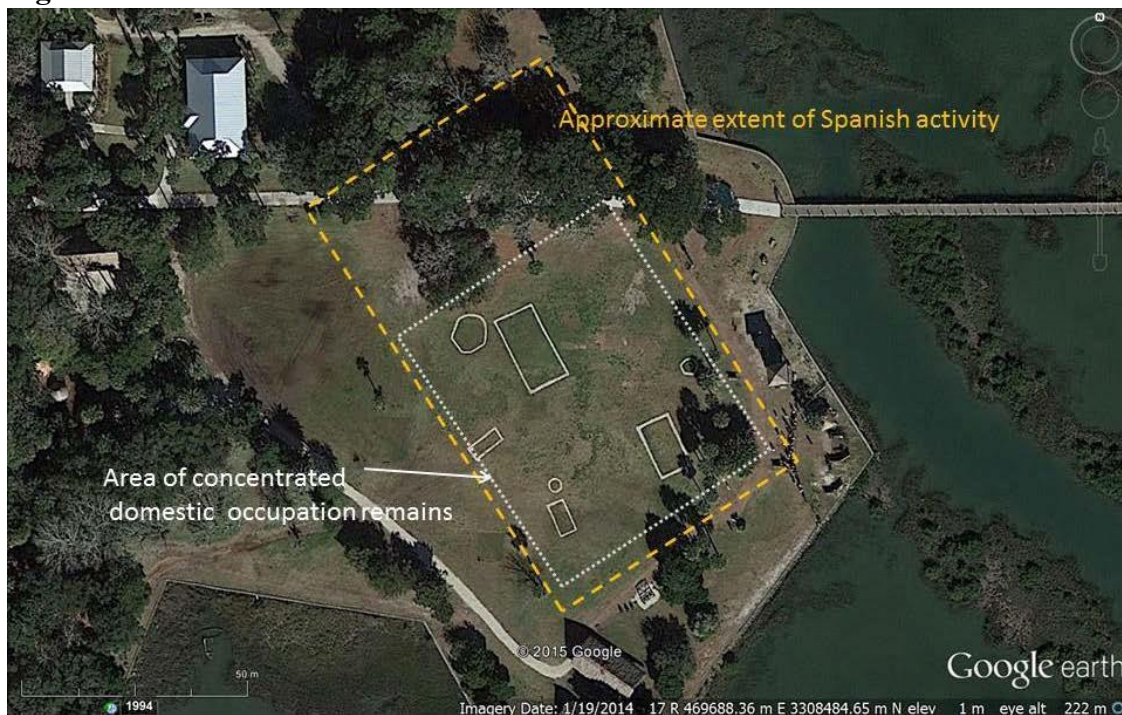 N
Approximate extent of Spanish activity
Area of concentrated
domestic occupation remains
© 2015 Google
Google earth
50 m
1994
Imagery Date: 1/19/2014 17 R 469688.36 m E 3308484.65 m N elev 1 m eye alt 222 m